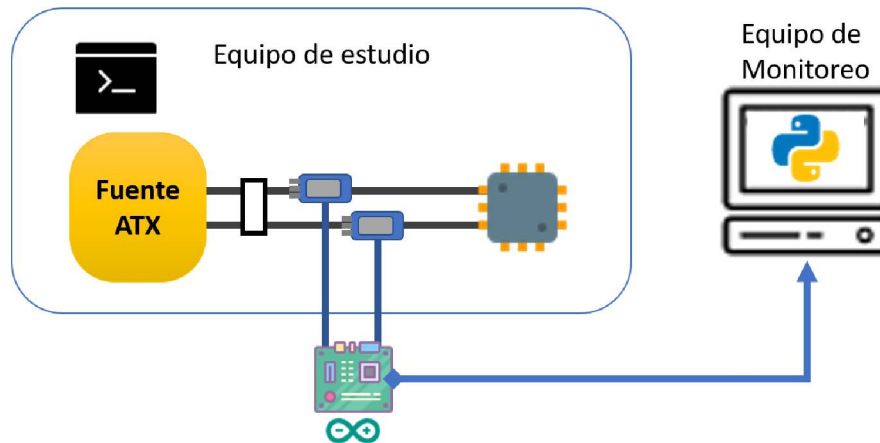 Equipo de estudio
Equipo de
Monitoreo
Fuente
ATX